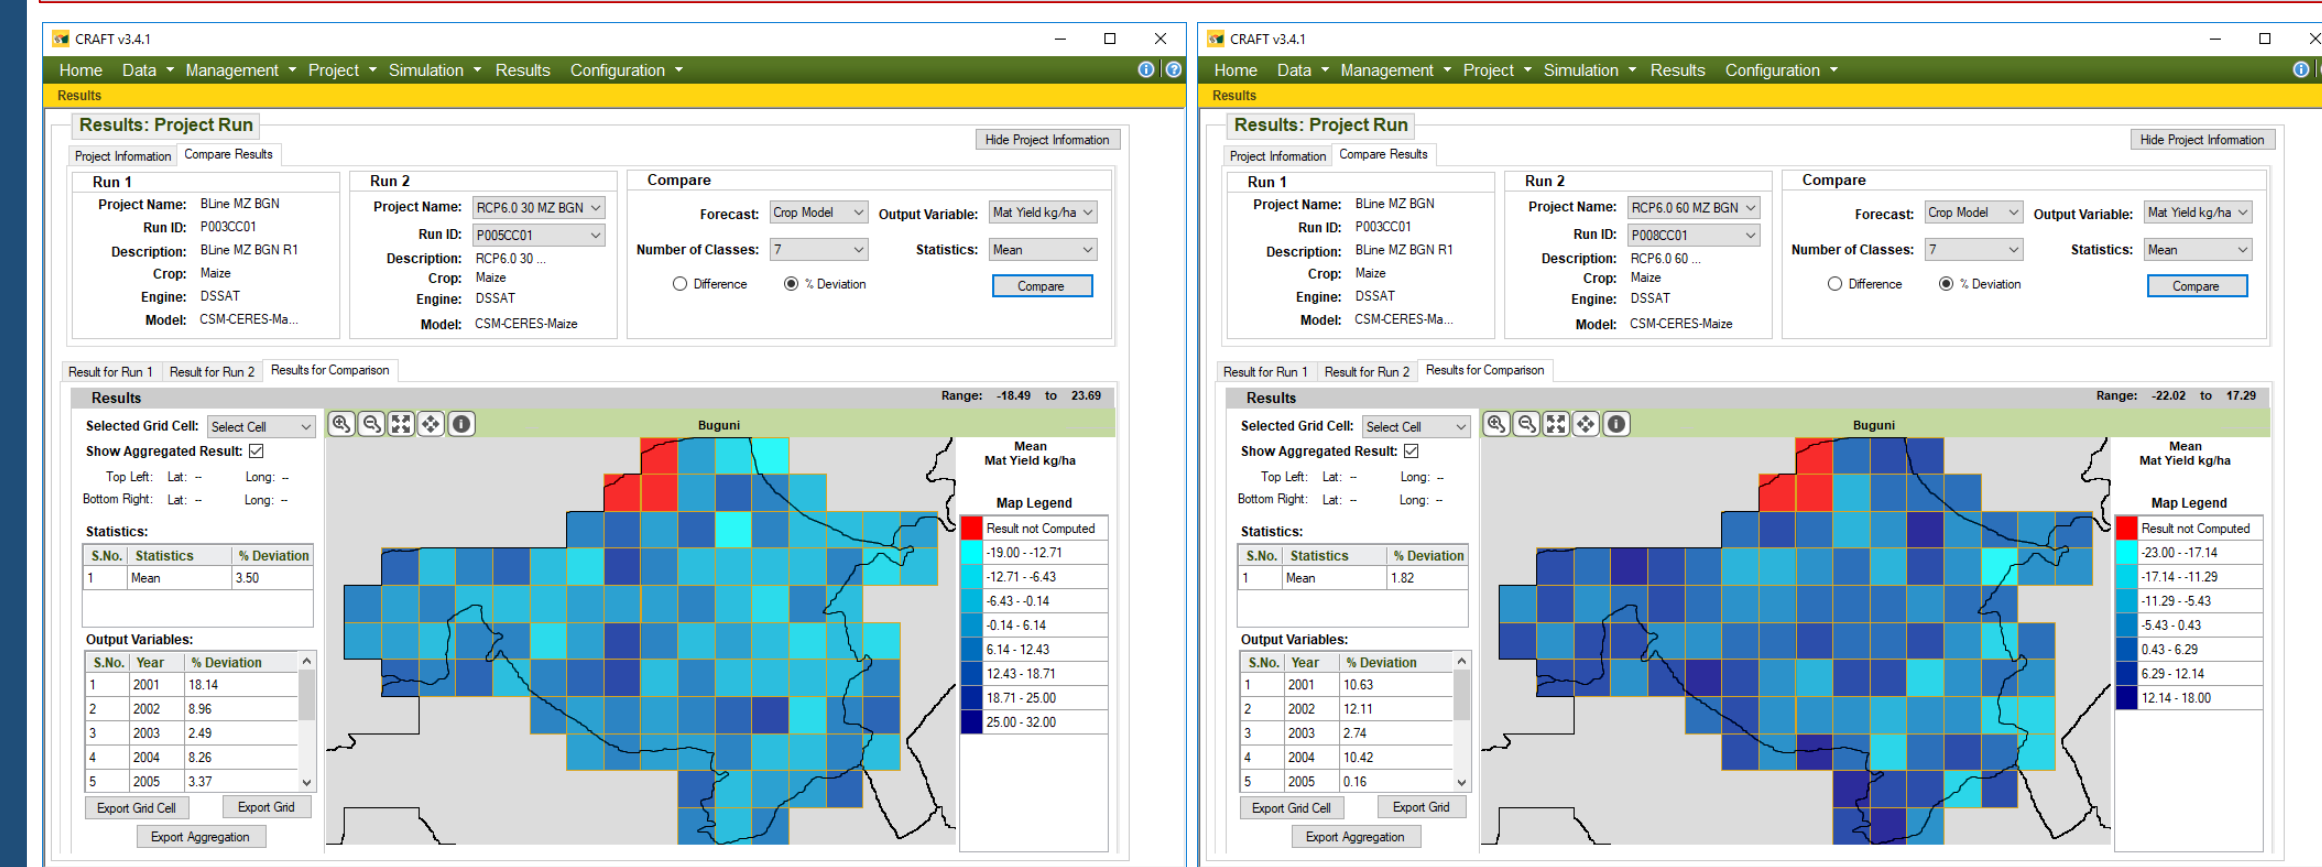 CRAFT v3.4.1
Home Data Management Project Simulation Results Configuration
Results
Results: Project Run
Hide Project Information
Project Information Compare Results
Run 1
Project Name: BLine MZ BGN
Run ID: P003CC01
Description: BLine MZ BGN R1
Crop: Maize
Engine: DSSAT
Model: CSM-CERES-Ma...
Run 2
Project Name: RCP6.0 30 MZ BGN
Run ID: P005CC01
Description: RCP6.0 30 ...
Crop: Maize
Engine: DSSAT
Model: CSM-CERES-Maize
Compare
Forecast: Crop Model Output Variable: Mat Yield kg/ha
Number of Classes: 7 Statistics: Mean
Difference % Deviation Compare
Result for Run 1 Result for Run 2 Results for Comparison
Results Range: -18.49 to 23.69
Selected Grid Cell: Select Cell
Show Aggregated Result:
Top Left: Lat: -- Long: --
Bottom Right: Lat: -- Long: --
Statistics:
S.No. Statistics % Deviation
1 Mean 3.50
Output Variables:
S.No. Year % Deviation
1 2001 18.14
2 2002 8.96
3 2003 2.49
4 2004 8.26
5 2005 3.37
Export Grid Cell Export Grid
Export Aggregation
Buguni
Mean
Mat Yield kg/ha
Map Legend
Result not Computed
-19.00 - -12.71
-12.71 - -6.43
-6.43 - -0.14
-0.14 - 6.14
6.14 - 12.43
12.43 - 18.71
18.71 - 25.00
25.00 - 32.00
CRAFT v3.4.1
Home Data Management Project Simulation Results Configuration
Results
Results: Project Run
Hide Project Information
Project Information Compare Results
Run 1
Project Name: BLine MZ BGN
Run ID: P003CC01
Description: BLine MZ BGN R1
Crop: Maize
Engine: DSSAT
Model: CSM-CERES-Ma...
Run 2
Project Name: RCP6.0 60 MZ BGN
Run ID: P008CC01
Description: RCP6.0 60 ...
Crop: Maize
Engine: DSSAT
Model: CSM-CERES-Maize
Compare
Forecast: Crop Model Output Variable: Mat Yield kg/ha
Number of Classes: 7 Statistics: Mean
Difference % Deviation Compare
Result for Run 1 Result for Run 2 Results for Comparison
Results Range: -22.02 to 17.29
Selected Grid Cell: Select Cell
Show Aggregated Result:
Top Left: Lat: -- Long: --
Bottom Right: Lat: -- Long: --
Statistics:
S.No. Statistics % Deviation
1 Mean 1.82
Output Variables:
S.No. Year % Deviation
1 2001 10.63
2 2002 12.11
3 2003 2.74
4 2004 10.42
5 2005 0.16
Export Grid Cell Export Grid
Export Aggregation
Buguni
Mean
Mat Yield kg/ha
Map Legend
Result not Computed
-23.00 - -17.14
-17.14 - -11.29
-11.29 - -5.43
-5.43 - 0.43
0.43 - 6.29
6.29 - 12.14
12.14 - 18.00